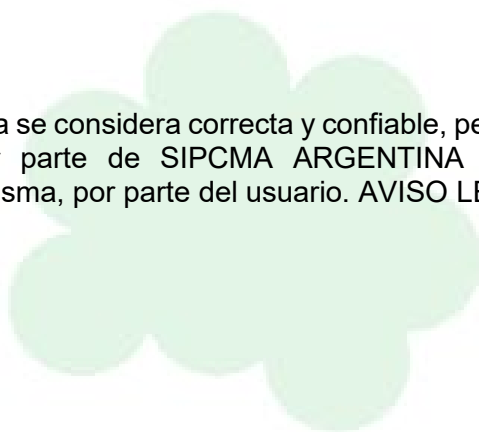 a se considera correcta y confiable, pe
parte de SIPCMA ARGENTINA
sma, por parte del usuario. AVISO LE